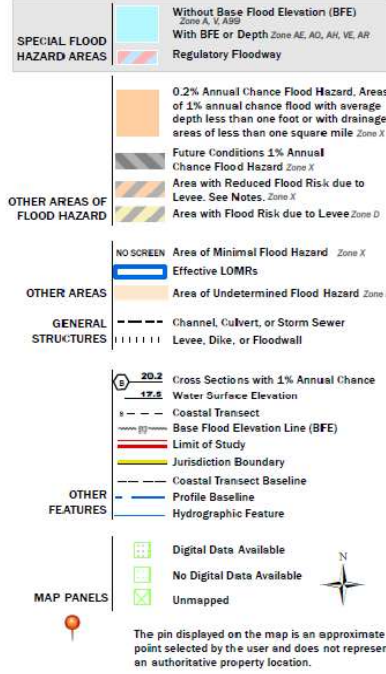 Without Base Flood Elevation (BFE)
Zone A, V, A99
With BFE or Depth Zone AE, AO, AH, VE, AR
Regulatory Floodway
SPECIAL FLOOD
HAZARD AREAS
0.2% Annual Chance Flood Hazard, Areas
of 1% annual chance flood with average
depth less than one foot or with drainage
areas of less than one square mile Zone X
Future Conditions 1% Annual
Chance Flood Hazard Zone X
Area with Reduced Flood Risk due to
Levee. See Notes. Zone X
Area with Flood Risk due to Levee Zone D
OTHER AREAS OF
FLOOD HAZARD
NO SCREEN Area of Minimal Flood Hazard Zone X
Effective LOMRs
Area of Undetermined Flood Hazard Zone
OTHER AREAS
Channel, Culvert, or Storm Sewer
Levee, Dike, or Floodwall
GENERAL
STRUCTURES
B 20.2 Cross Sections with 1% Annual Chance
17.5 Water Surface Elevation
8 Coastal Transect
Base Flood Elevation Line (BFE)
Limit of Study
Jurisdiction Boundary
Coastal Transect Baseline
Profile Baseline
Hydrographic Feature
OTHER
FEATURES
Digital Data Available
No Digital Data Available
Unmapped
MAP PANELS
N
The pin displayed on the map is an approximate
point selected by the user and does not represen
an authoritative property location.